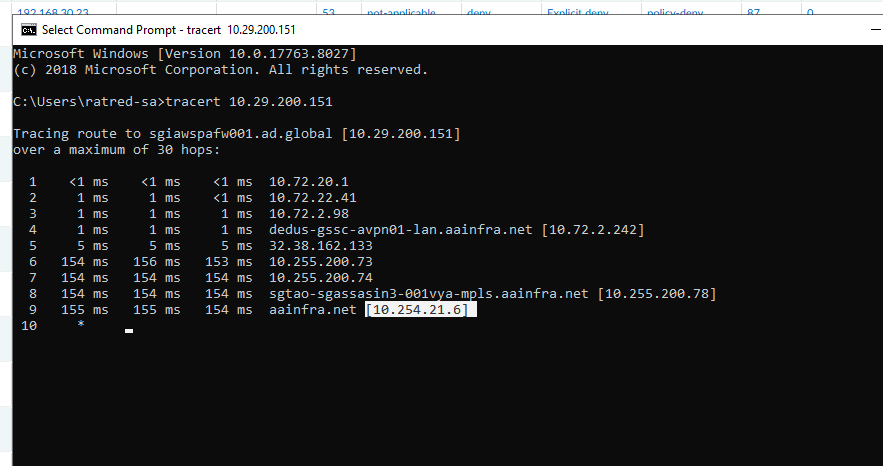 192.168.30.23 53 not-applicable deny Explicit deny policy-deny 87 0
Select Command Prompt - tracert 10.29.200.151
Microsoft Windows [Version 10.0.17763.8027]
(c) 2018 Microsoft Corporation. All rights reserved.
C:\Users\ratred-sa>tracert 10.29.200.151
Tracing route to sgiawspafw001.ad.global [10.29.200.151]
over a maximum of 30 hops:
1 <1 ms <1 ms <1 ms 10.72.20.1
2 1 ms 1 ms <1 ms 10.72.22.41
3 1 ms 1 ms 1 ms 10.72.2.98
4 1 ms 1 ms 1 ms dedus-gssc-avpn01-lan.aainfra.net [10.72.2.242]
5 5 ms 5 ms 5 ms 32.38.162.133
6 154 ms 156 ms 153 ms 10.255.200.73
7 154 ms 154 ms 154 ms 10.255.200.74
8 154 ms 154 ms 154 ms sgtao-sgassasin3-001vya-mpls.aainfra.net [10.255.200.78]
9 155 ms 155 ms 154 ms aainfra.net [10.254.21.6]
10 *